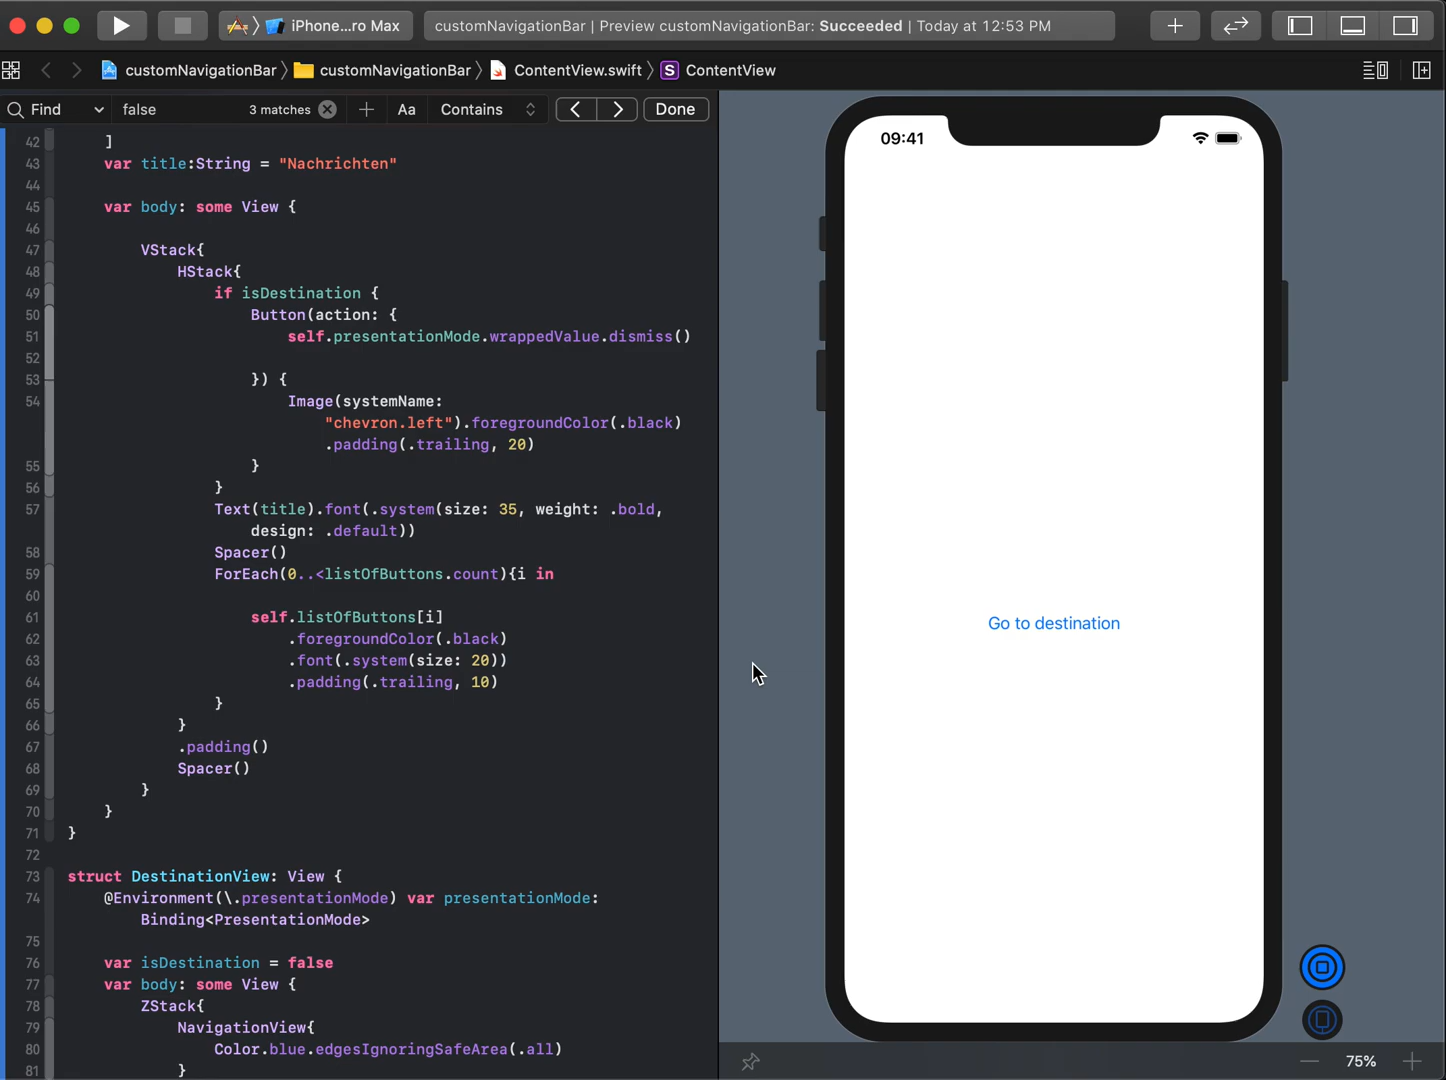 iPhone...ro Max
customNavigationBar | Preview customNavigationBar: Succeeded | Today at 12:53 PM
customNavigationBar customNavigationBar ContentView.swift S ContentView
Find false 3 matches Aa Contains Done
42 ]
43 var title:String = "Nachrichten"
44
45 var body: some View {
46
47 VStack{
48 HStack{
49 if isDestination {
50 Button(action: {
51 self.presentationMode.wrappedValue.dismiss()
52
53 }) {
54 Image(systemName:
"chevron.left").foregroundColor(.black)
.padding(.trailing, 20)
55 }
56 }
57 Text(title).font(.system(size: 35, weight: .bold,
design: .default))
58 Spacer()
59 ForEach(0..<listOfButtons.count){i in
60
61 self.listOfButtons[i]
62 .foregroundColor(.black)
63 .font(.system(size: 20))
64 .padding(.trailing, 10)
65 }
66 }
67 .padding()
68 Spacer()
69 }
70 }
71 }
72
73 struct DestinationView: View {
74 @Environment(\.presentationMode) var presentationMode:
Binding<PresentationMode>
75
76 var isDestination = false
77 var body: some View {
78 ZStack{
79 NavigationView{
80 Color.blue.edgesIgnoringSafeArea(.all)
81 }
09:41
Go to destination
75%